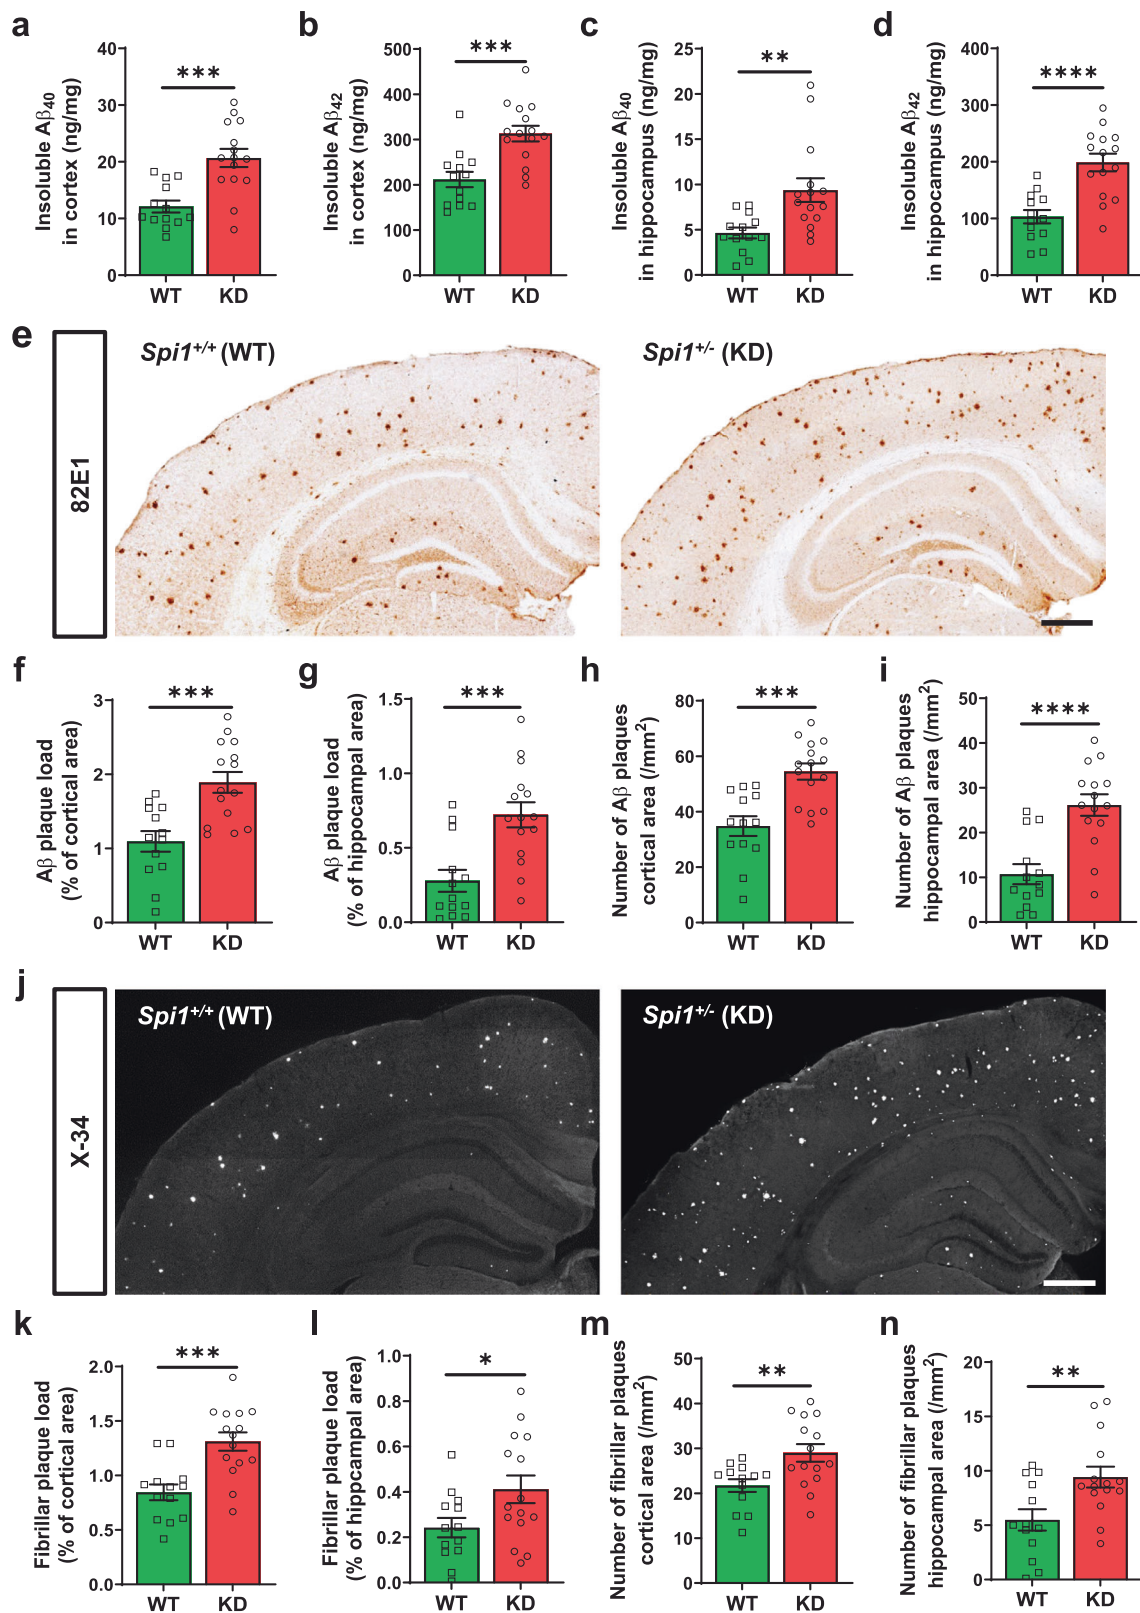 a
Insoluble Aβ40
in cortex (ng/mg)
40
30
20
10
0
***
WT
KD
b
Insoluble Aβ42
in cortex (ng/mg)
500
400
300
200
100
0
***
WT
KD
c
Insoluble Aβ40
in hippocampus (ng/mg)
25
20
15
10
5
0
**
WT
KD
d
Insoluble Aβ42
in hippocampus (ng/mg)
400
300
200
100
0
****
WT
KD
e
82E1
Spi1+/+ (WT)
Spi1+/- (KD)
f
Aβ plaque load
(% of cortical area)
3
2
1
0
***
WT
KD
g
Aβ plaque load
(% of hippocampal area)
1.5
1.0
0.5
0.0
***
WT
KD
h
Number of Aβ plaques
cortical area (/mm2)
80
60
40
20
0
***
WT
KD
i
Number of Aβ plaques
hippocampal area (/mm2)
50
40
30
20
10
0
****
WT
KD
j
X-34
Spi1+/+ (WT)
Spi1+/- (KD)
k
Fibrillar plaque load
(% of cortical area)
2.0
1.5
1.0
0.5
0.0
***
WT
KD
l
Fibrillar plaque load
(% of hippcampal area)
1.0
0.8
0.6
0.4
0.2
0.0
*
WT
KD
m
Number of fibrillar plaques
cortical area (/mm2)
50
40
30
20
10
0
**
WT
KD
n
Number of fibrillar plaques
hippocampal area (/mm2)
20
15
10
5
0
**
WT
KD